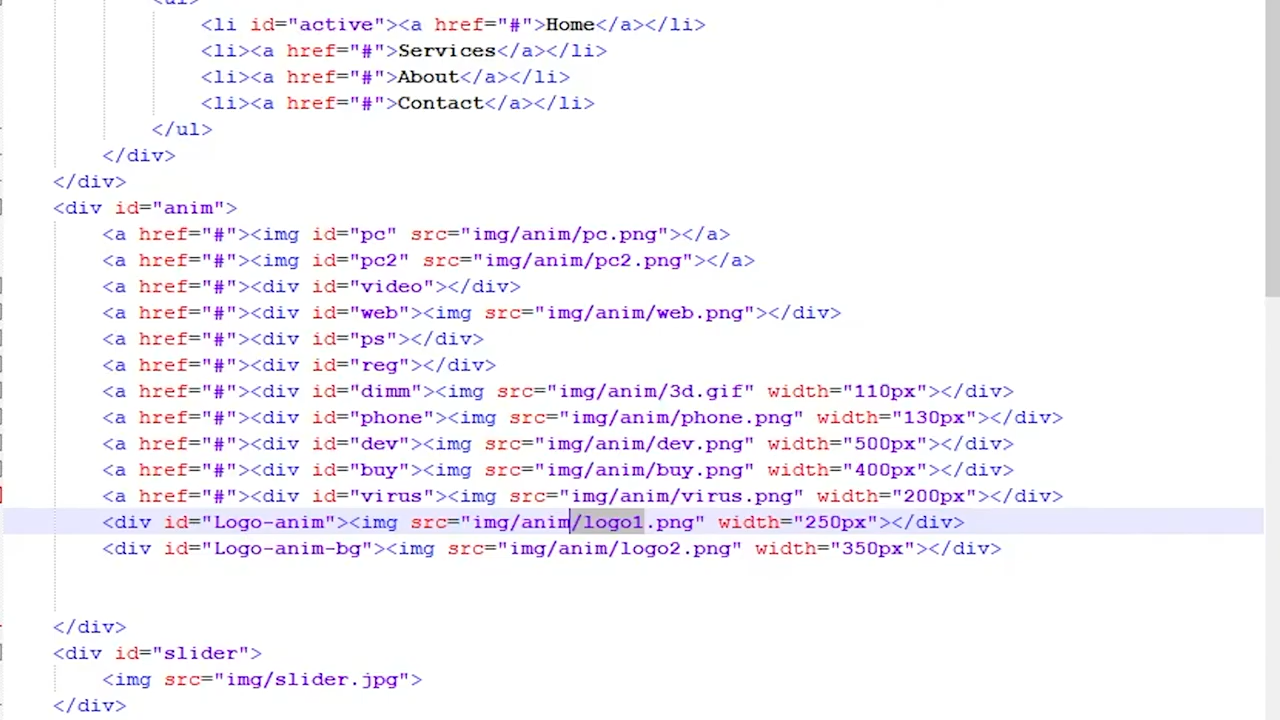 <ul>
<li id="active"><a href="#">Home</a></li>
<li><a href="#">Services</a></li>
<li><a href="#">About</a></li>
<li><a href="#">Contact</a></li>
</ul>
</div>
</div>
<div id="anim">
<a href="#"><img id="pc" src="img/anim/pc.png"></a>
<a href="#"><img id="pc2" src="img/anim/pc2.png"></a>
<a href="#"><div id="video"></div>
<a href="#"><div id="web"><img src="img/anim/web.png"></div>
<a href="#"><div id="ps"></div>
<a href="#"><div id="reg"></div>
<a href="#"><div id="dimm"><img src="img/anim/3d.gif" width="110px"></div>
<a href="#"><div id="phone"><img src="img/anim/phone.png" width="130px"></div>
<a href="#"><div id="dev"><img src="img/anim/dev.png" width="500px"></div>
<a href="#"><div id="buy"><img src="img/anim/buy.png" width="400px"></div>
<a href="#"><div id="virus"><img src="img/anim/virus.png" width="200px"></div>
<div id="Logo-anim"><img src="img/anim/logo1.png" width="250px"></div>
<div id="Logo-anim-bg"><img src="img/anim/logo2.png" width="350px"></div>
</div>
<div id="slider">
<img src="img/slider.jpg">
</div>